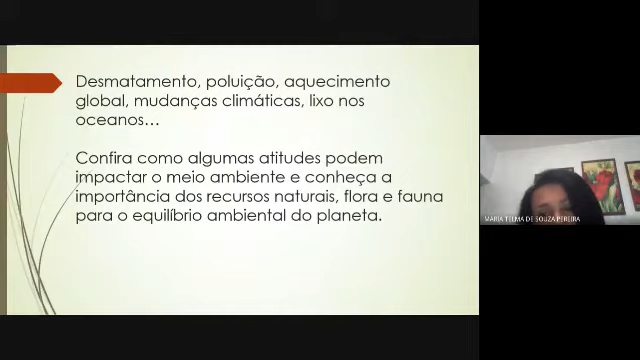 Desmatamento, poluição, aquecimento
global, mudanças climáticas, lixo nos
oceanos...
Confira como algumas atitudes podem
impactar o meio ambiente e conheça a
importância dos recursos naturais, flora e fauna
para o equilíbrio ambiental do planeta.
MARIA TELMA DE SOUZA PEREIRA